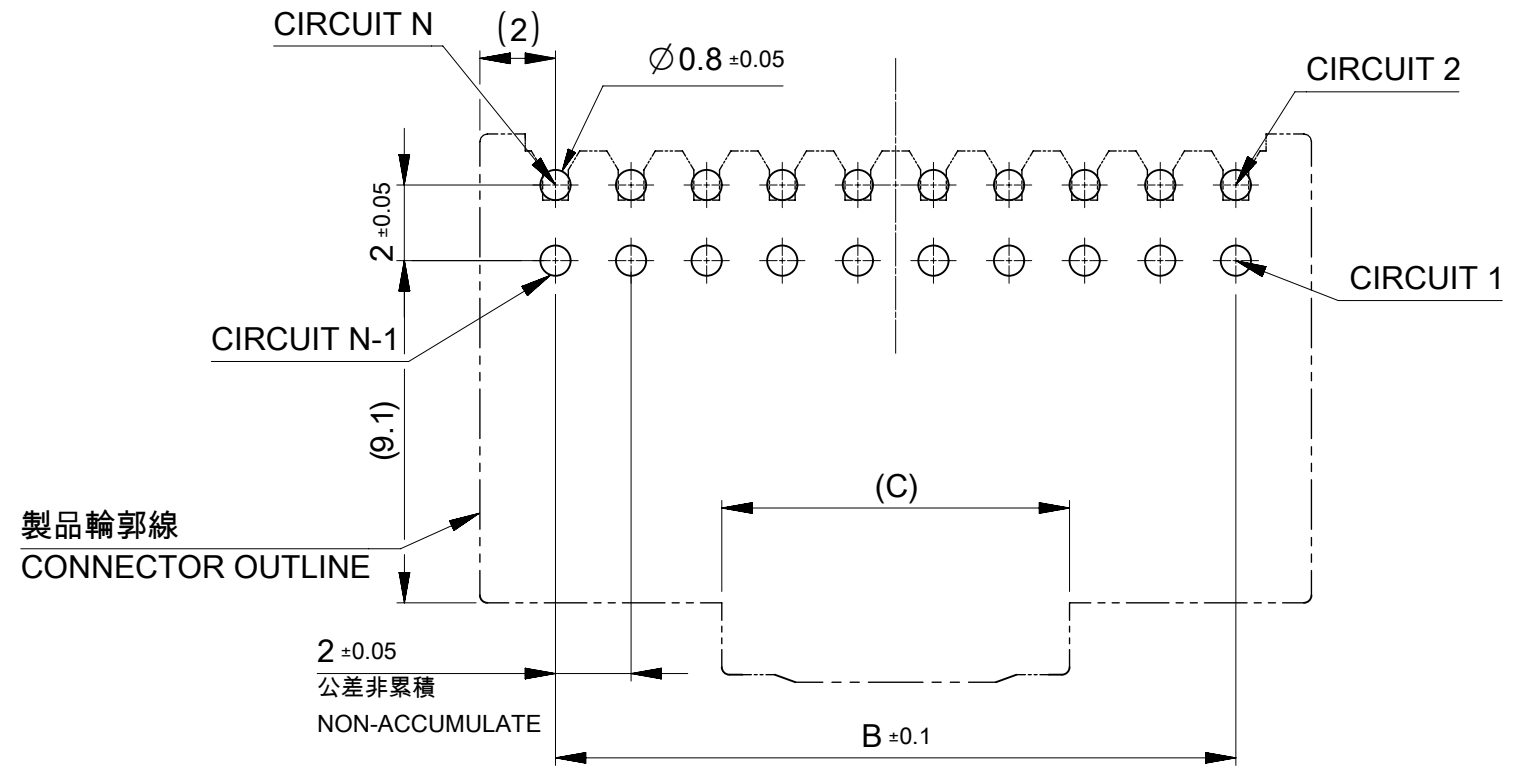 CIRCUIT N
(2)
∅0.8 ±0.05
CIRCUIT 2
2 ±0.05
CIRCUIT 1
CIRCUIT N-1
(9.1)
(C)
製品輪郭線
CONNECTOR OUTLINE
2 ±0.05
公差非累積
NON-ACCUMULATE
B ±0.1